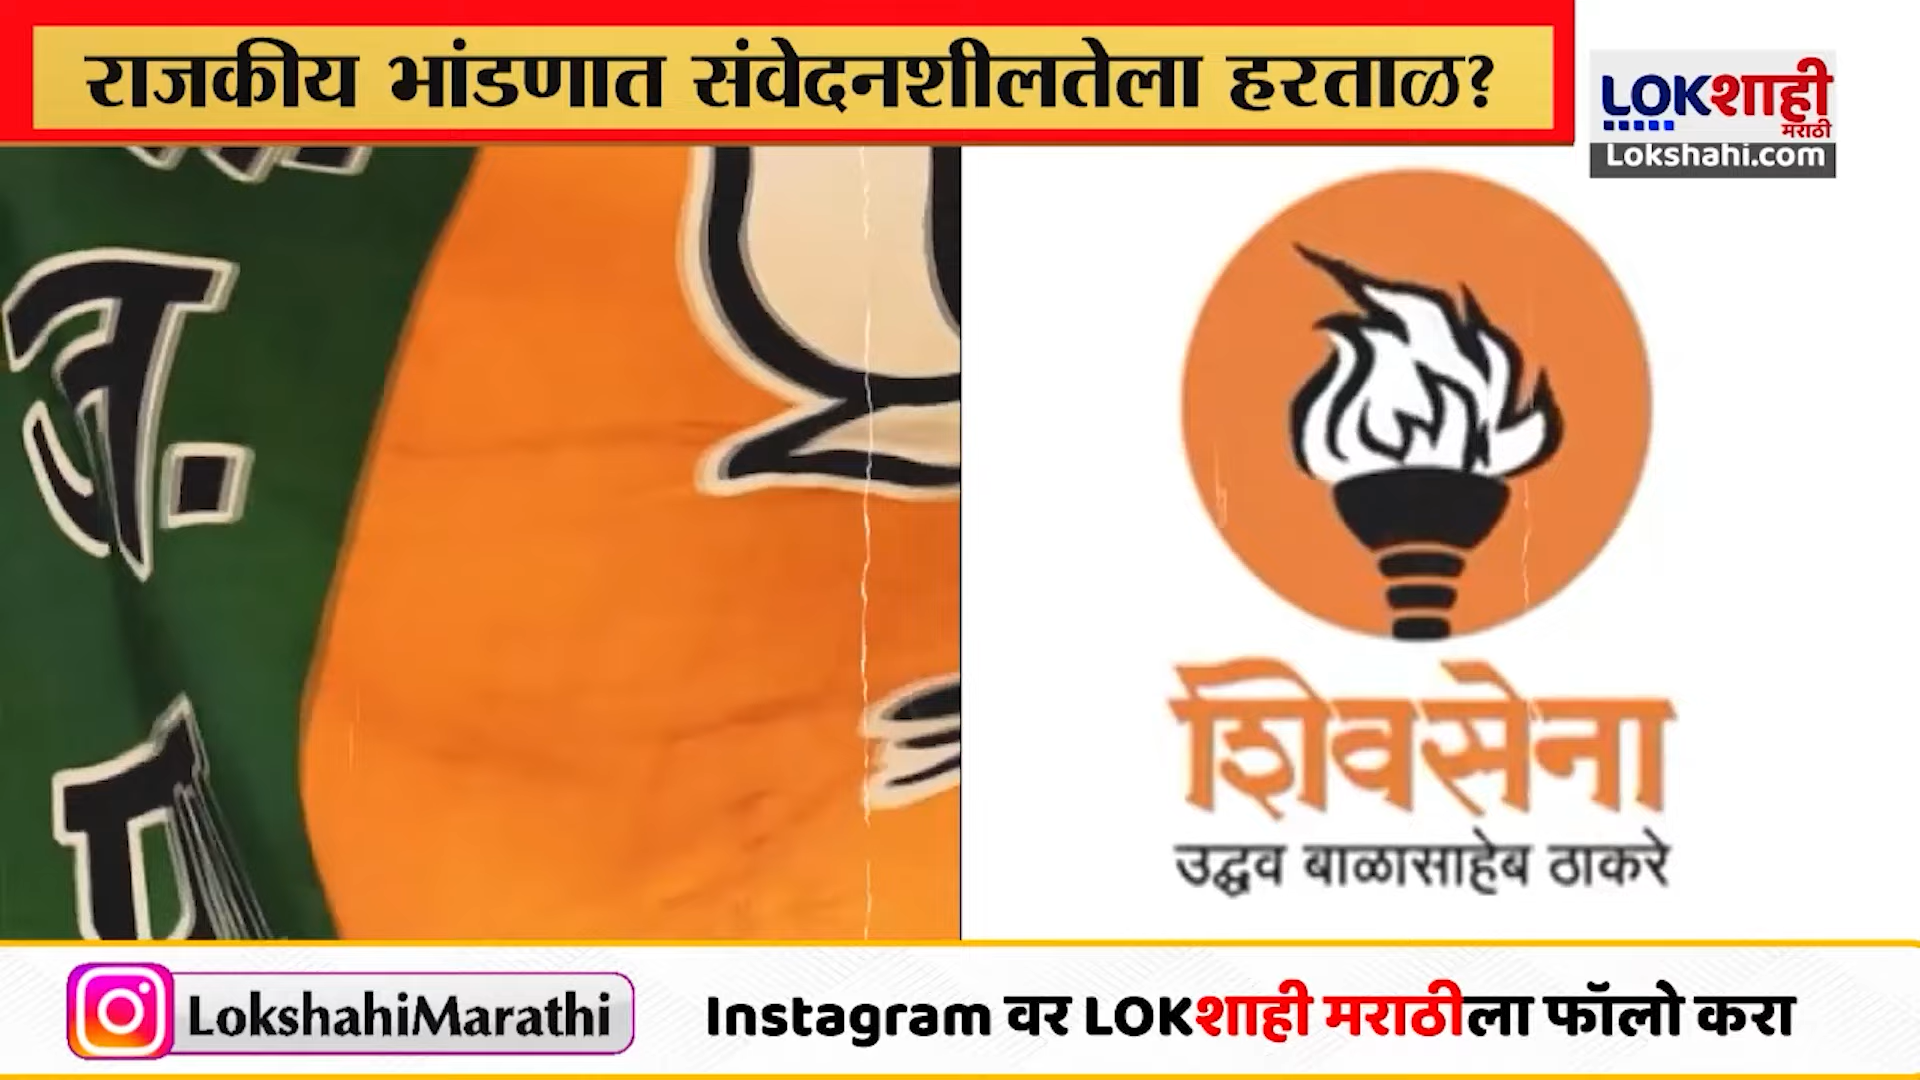 राजकीय भांडणात संवेदनशीलतेला हरताळ?
LOKशाही
मराठी
Lokshahi.com
शिवसेना
उद्धव बाळासाहेब ठाकरे
LokshahiMarathi
Instagram वर LOKशाही मराठीला फॉलो करा